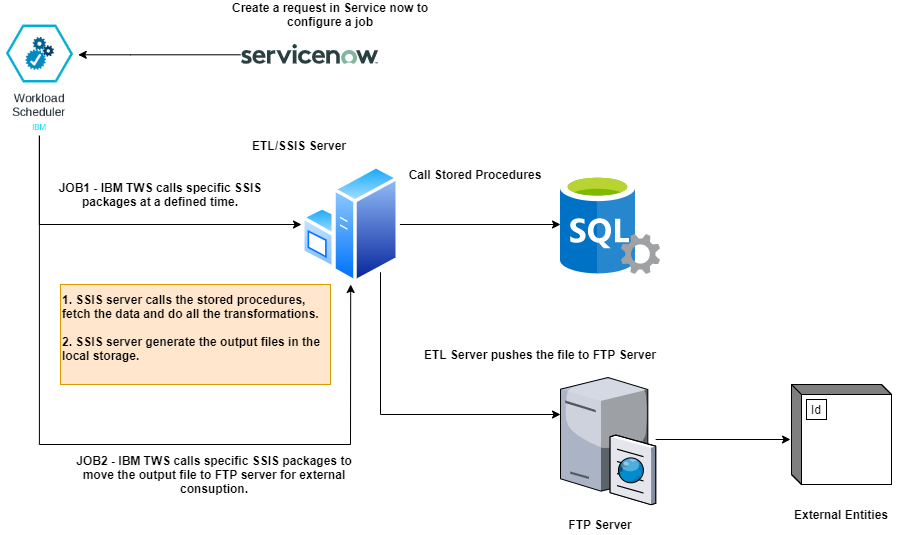 Create a request in Service now to
configure a job
servicenow
Workload
Scheduler
IBM
ETL/SSIS Server
JOB1 - IBM TWS calls specific SSIS
packages at a defined time.
Call Stored Procedures
SQL
1. SSIS server calls the stored procedures,
fetch the data and do all the transformations.
2. SSIS server generate the output files in the
local storage.
ETL Server pushes the file to FTP Server
Id
JOB2 - IBM TWS calls specific SSIS packages to
move the output file to FTP server for external
consuption.
FTP Server
External Entities